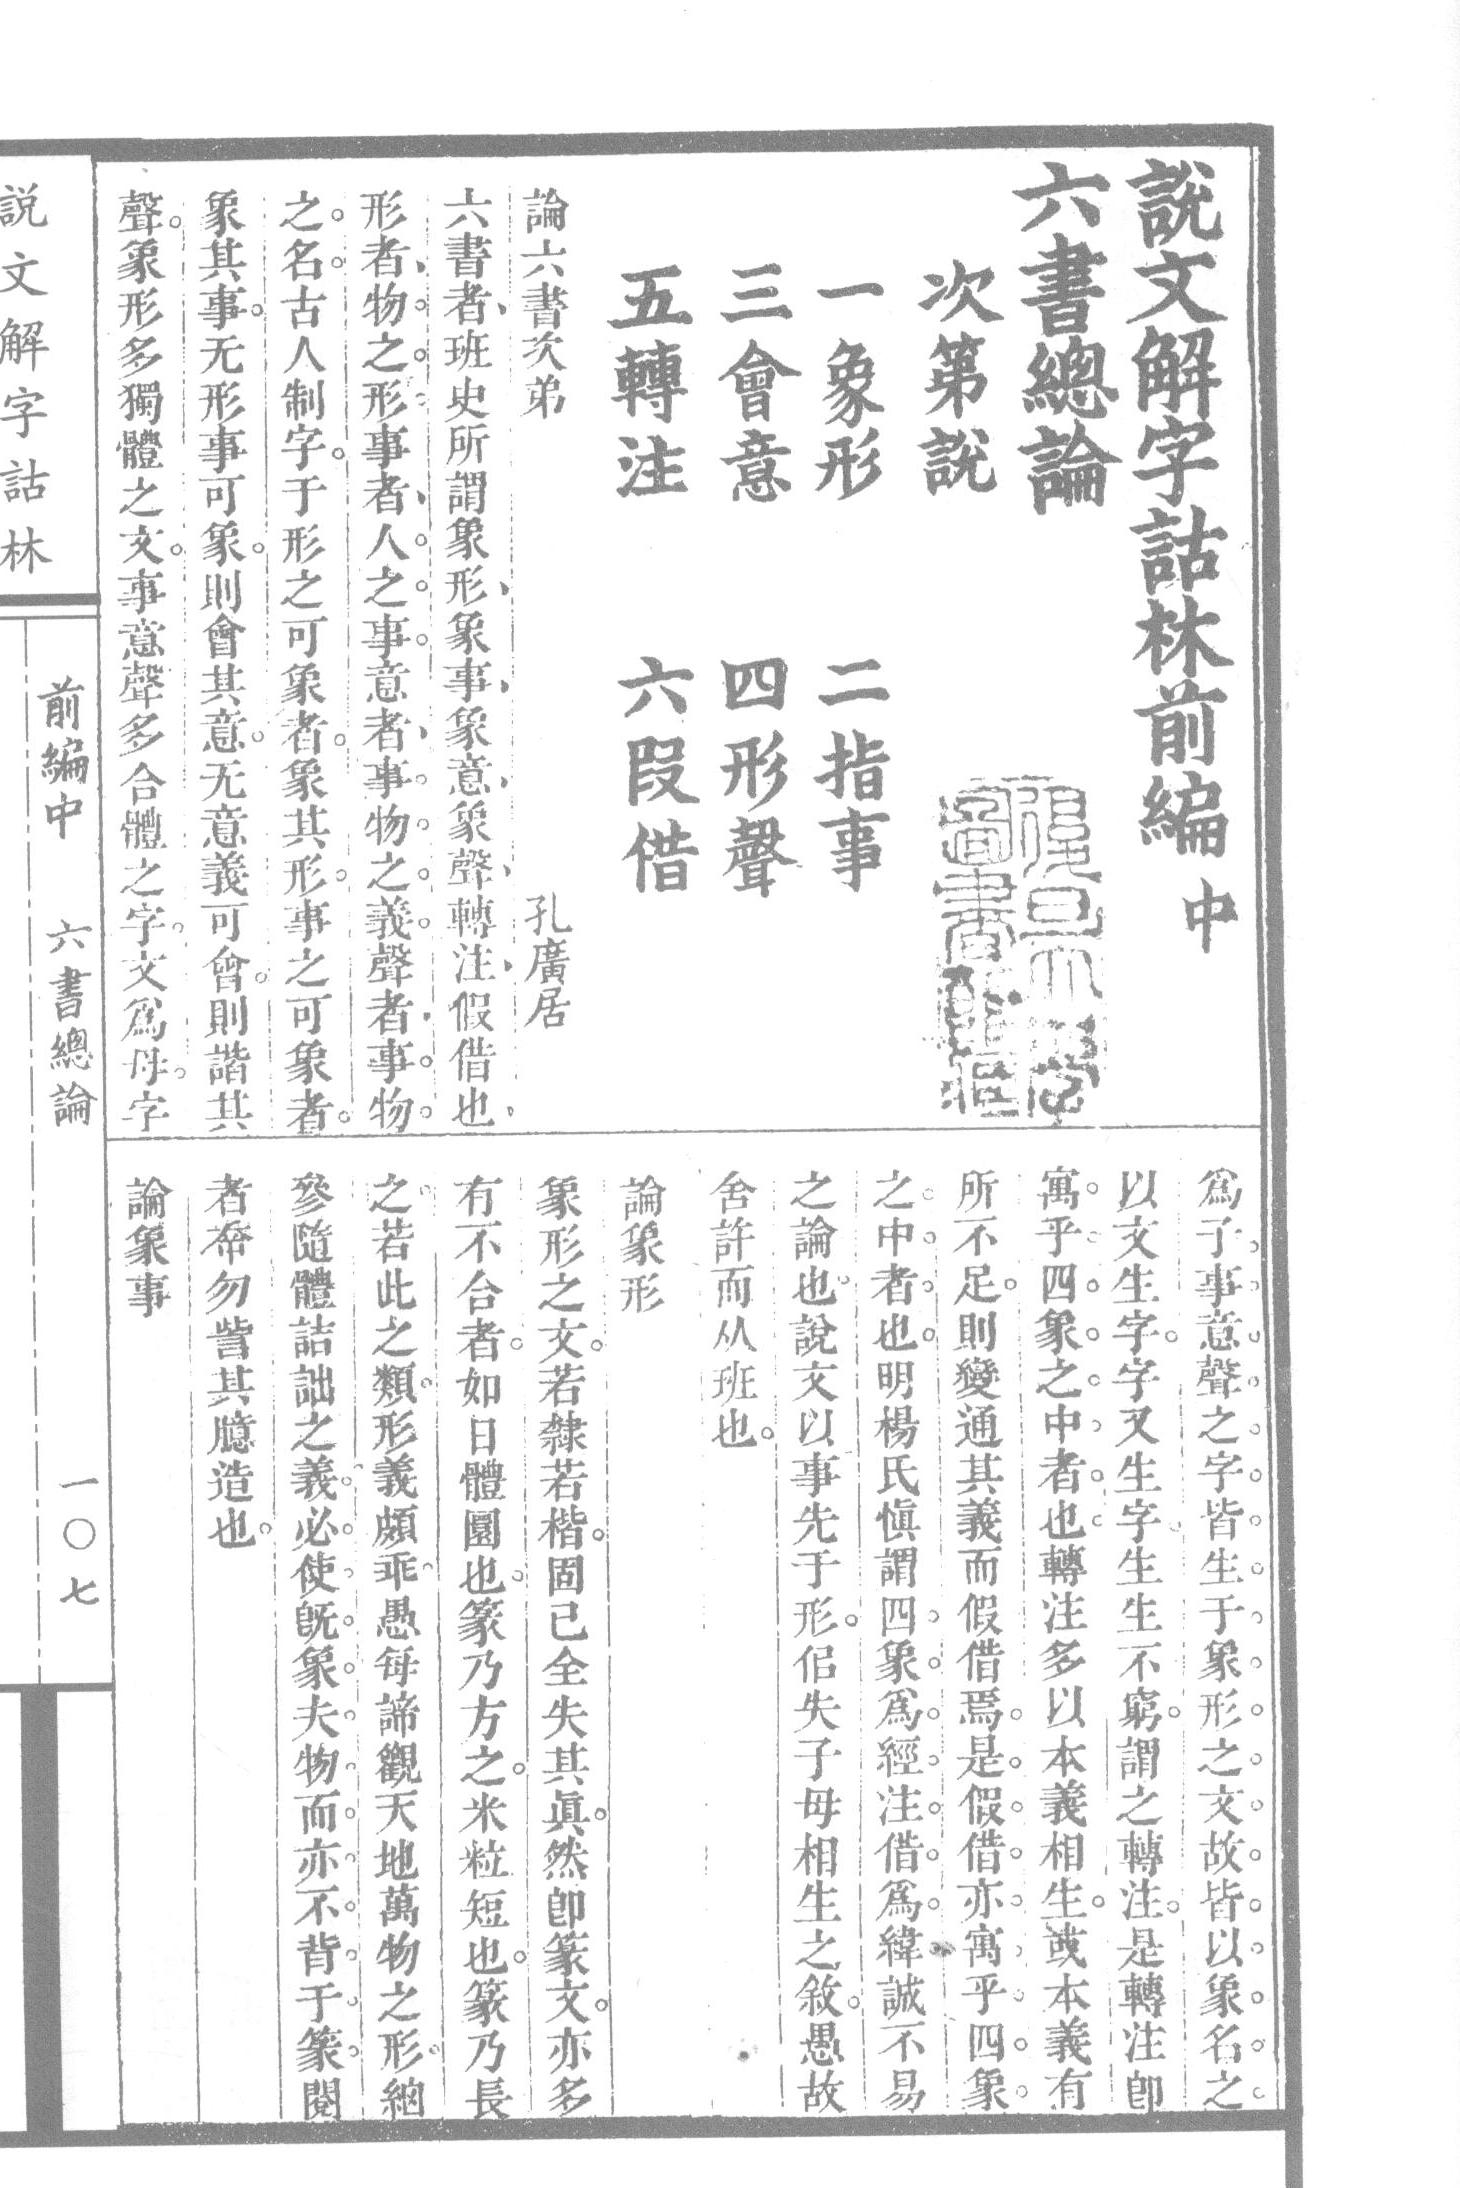 說文解字詁林前編中
六書總論
次第說
一象形　二指事
三會意　四形聲
五轉注　六叚借
論六書次弟　孔廣居
六書者、班史所謂象形、象事、象意、象聲、轉注、假借也。
形者、物之形。事者、人之事。意者、事物之義。聲者、事物
之名。古人制字。于形之可象者。象其形。事之可象者。
象其事。无形事可象。則會其意。无意義可會。則諧其
聲。象形多獨體之文。事意聲多合體之字。文爲母。字
爲子。事意聲之字皆生于象形之文故皆以象名之
以文生字。字又生字生生不窮。謂之轉注。是轉注卽
寓乎四象之中者也轉注多以本義相生。或本義有
所不足。則變通其義而假借焉。是假借亦寓乎四象
之中者也。明楊氏愼謂四象爲經。注借爲緯誠不易
之論也。說文以事先于形。侶失子母相生之敘。愚故
舍許而从班也。
論象形
象形之文。若隸若楷。固已全失其眞。然卽篆文。亦多
有不合者。如日體圜也。篆乃方之。米粒短也。篆乃長
之若此之類。形義頗乖。愚每諦觀天地萬物之形。緬
參隨體詰詘之義。必使旣象夫物而亦不背于篆。閱
者希勿訾其臆造也。
論象事
說文解字詁林
前編中　六書總論
一〇七